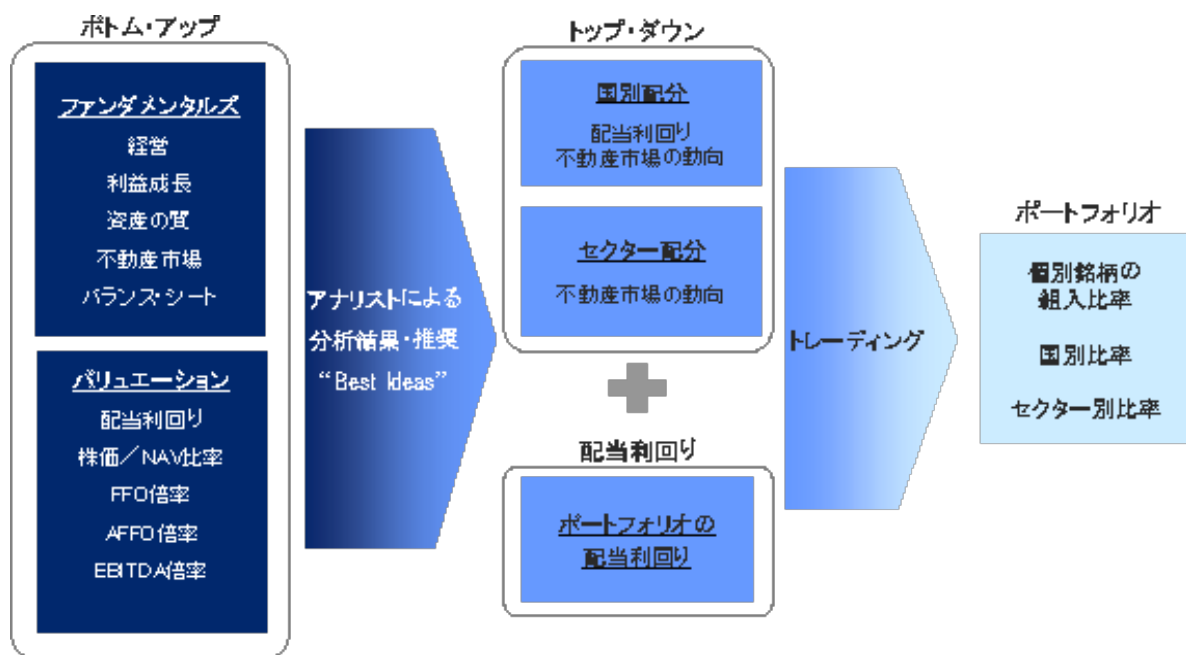 ボトム・アップ
ファンダメンタルズ
経営
利益成長
資産の質
不動産市場
バランス・シート
バリュエーション
配当利回り
株価／NAV比率
FFO倍率
AFFO倍率
EBITDA倍率
アナリストによる
分析結果・推奨
“Best Ideas”
トップ・ダウン
国別配分
配当利回り
不動産市場の動向
セクター配分
不動産市場の動向
配当利回り
ポートフォリオの
配当利回り
トレーディング
ポートフォリオ
個別銘柄の
組入比率
国別比率
セクター別比率